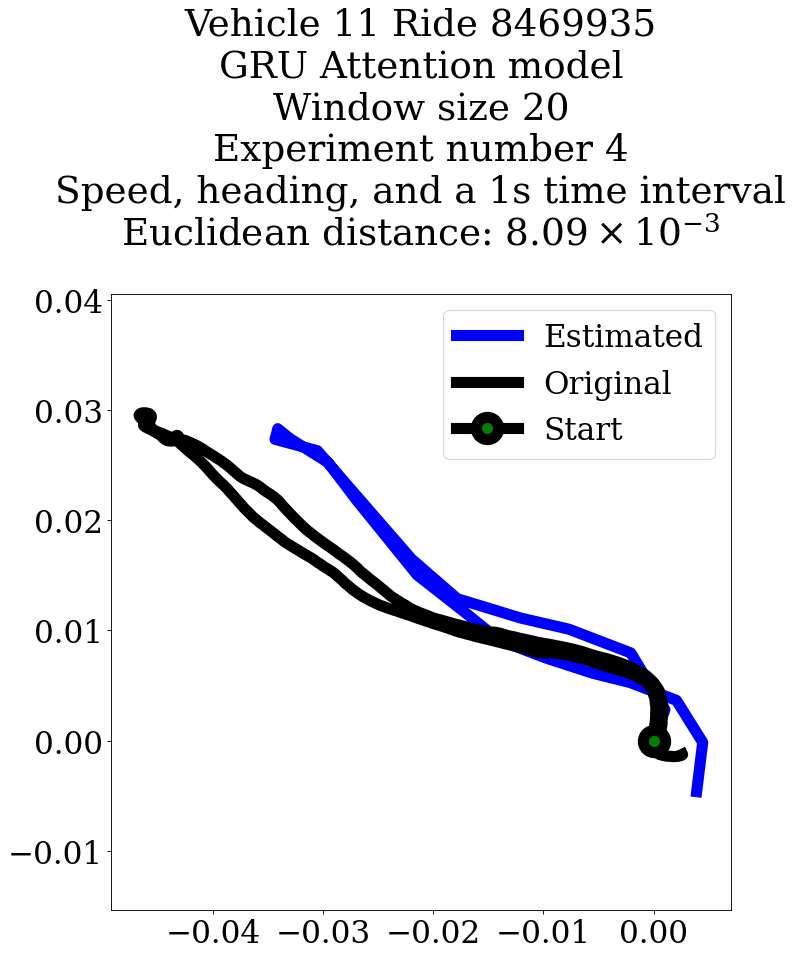 Vehicle 11 Ride 8469935
GRU Attention model
Window size 20
Experiment number 4
Speed, heading, and a 1s time interval
Euclidean distance: 8.09 × 10⁻³
0.04
0.03
0.02
0.01
0.00
−0.01
Estimated
Original
Start
−0.04 −0.03 −0.02 −0.01 0.00